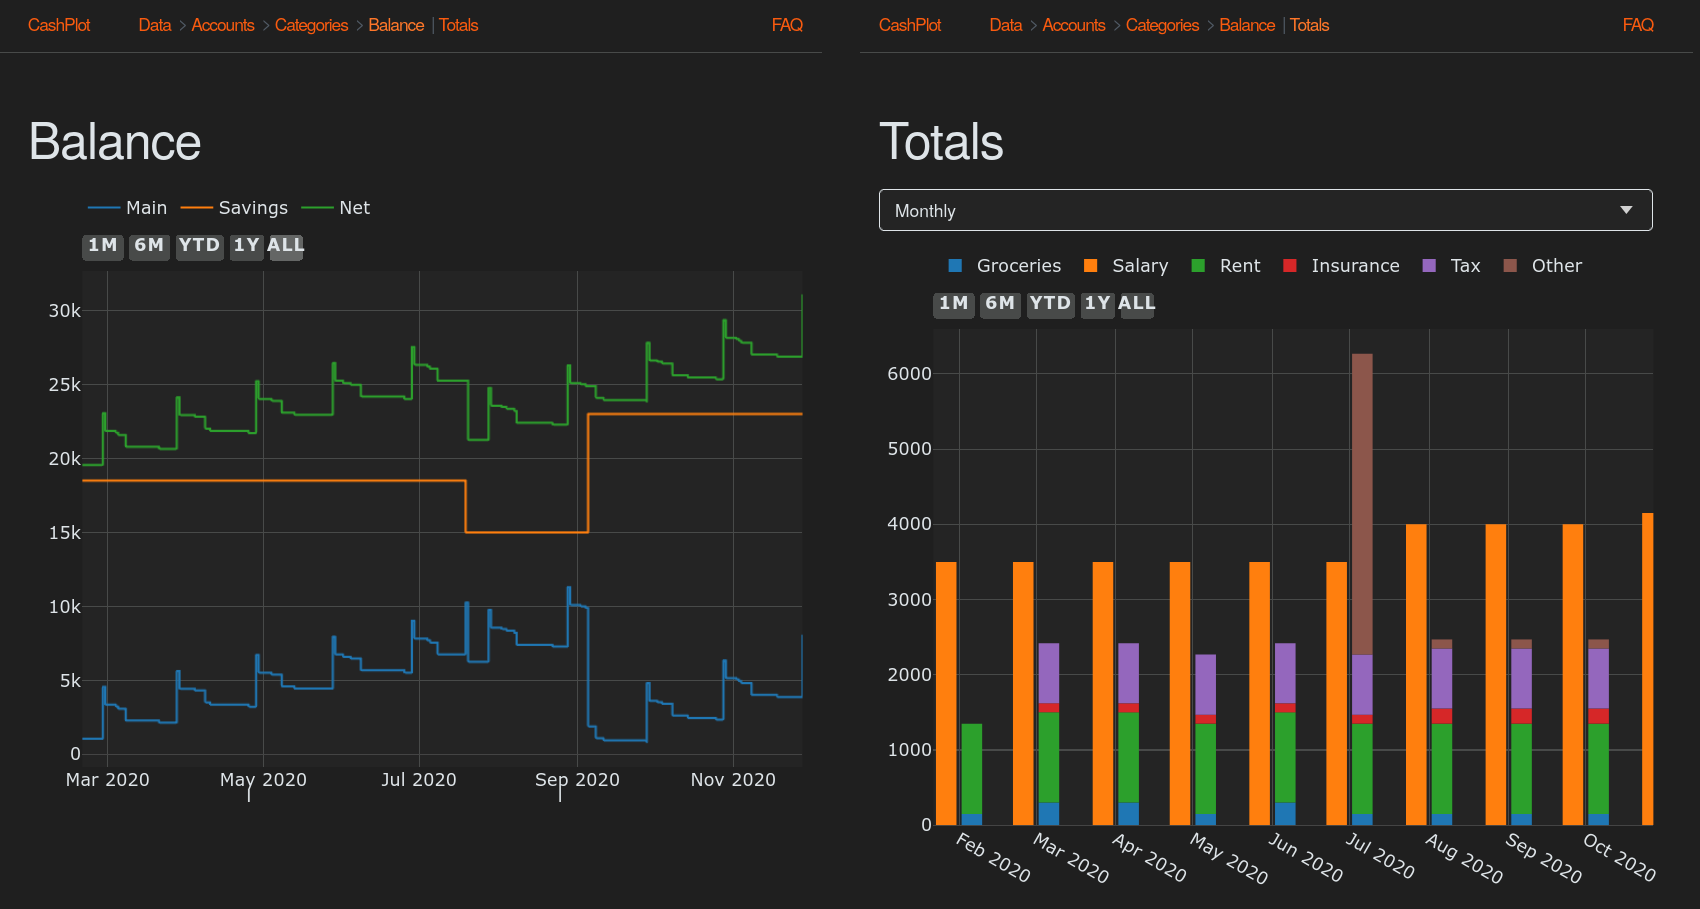 CashPlot Data > Accounts > Categories > Balance | Totals FAQ
Balance
Main Savings Net
1M 6M YTD 1Y ALL
30k
25k
20k
15k
10k
5k
0
Mar 2020 May 2020 Jul 2020 Sep 2020 Nov 2020
CashPlot Data > Accounts > Categories > Balance | Totals FAQ
Totals
Monthly
Groceries Salary Rent Insurance Tax Other
1M 6M YTD 1Y ALL
6000
5000
4000
3000
2000
1000
0
Feb 2020 Mar 2020 Apr 2020 May 2020 Jun 2020 Jul 2020 Aug 2020 Sep 2020 Oct 2020